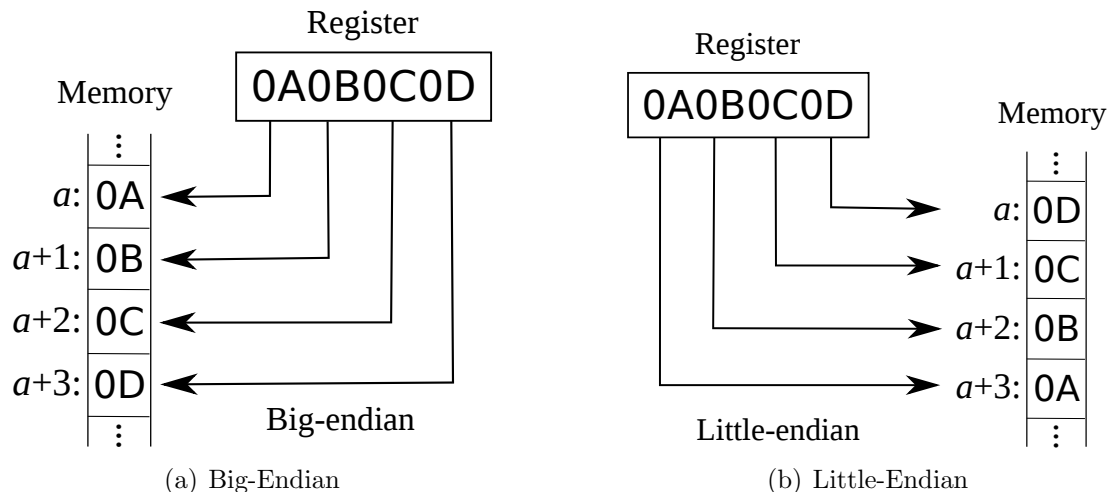 Register
0A0B0C0D
Memory
⋮
a: 0A
a+1: 0B
a+2: 0C
a+3: 0D
⋮
Big-endian
(a) Big-Endian
Register
0A0B0C0D
Memory
⋮
a: 0D
a+1: 0C
a+2: 0B
a+3: 0A
⋮
Little-endian
(b) Little-Endian